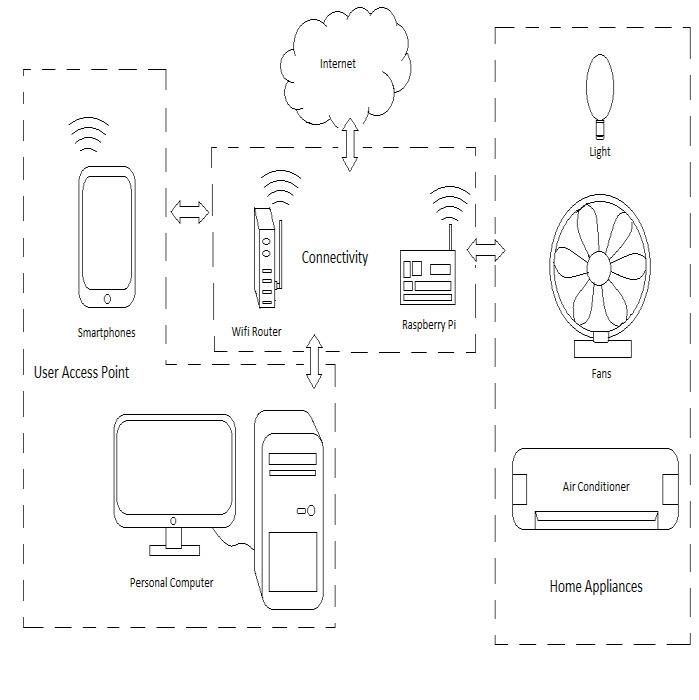 Internet
Light
Connectivity
Smartphones
Wifi Router
Raspberry Pi
User Access Point
Fans
Air Conditioner
Personal Computer
Home Appliances